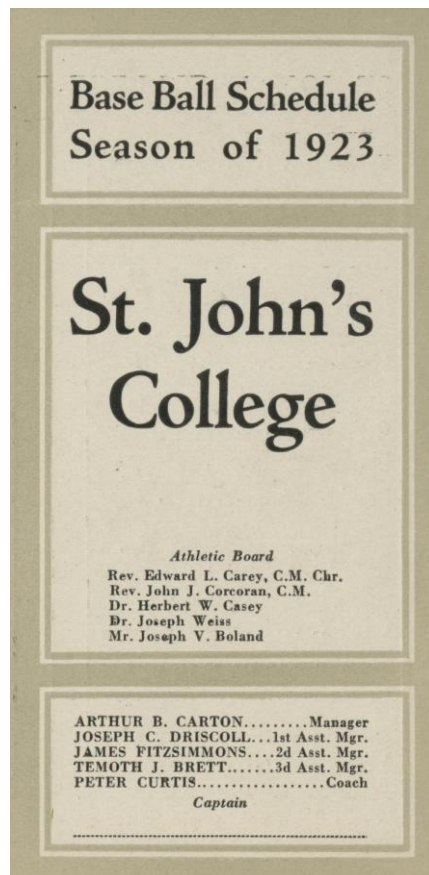 Base Ball Schedule
Season of 1923
St. John's
College
Athletic Board
Rev. Edward L. Carey, C.M. Chr.
Rev. John J. Corcoran, C.M.
Dr. Herbert W. Casey
Dr. Joseph Weiss
Mr. Joseph V. Boland
ARTHUR B. CARTON.........Manager
JOSEPH C. DRISCOLL...1st Asst. Mgr.
JAMES FITZSIMMONS....2d Asst. Mgr.
TEMOTH J. BRETT.......3d Asst. Mgr.
PETER CURTIS..................Coach
Captain